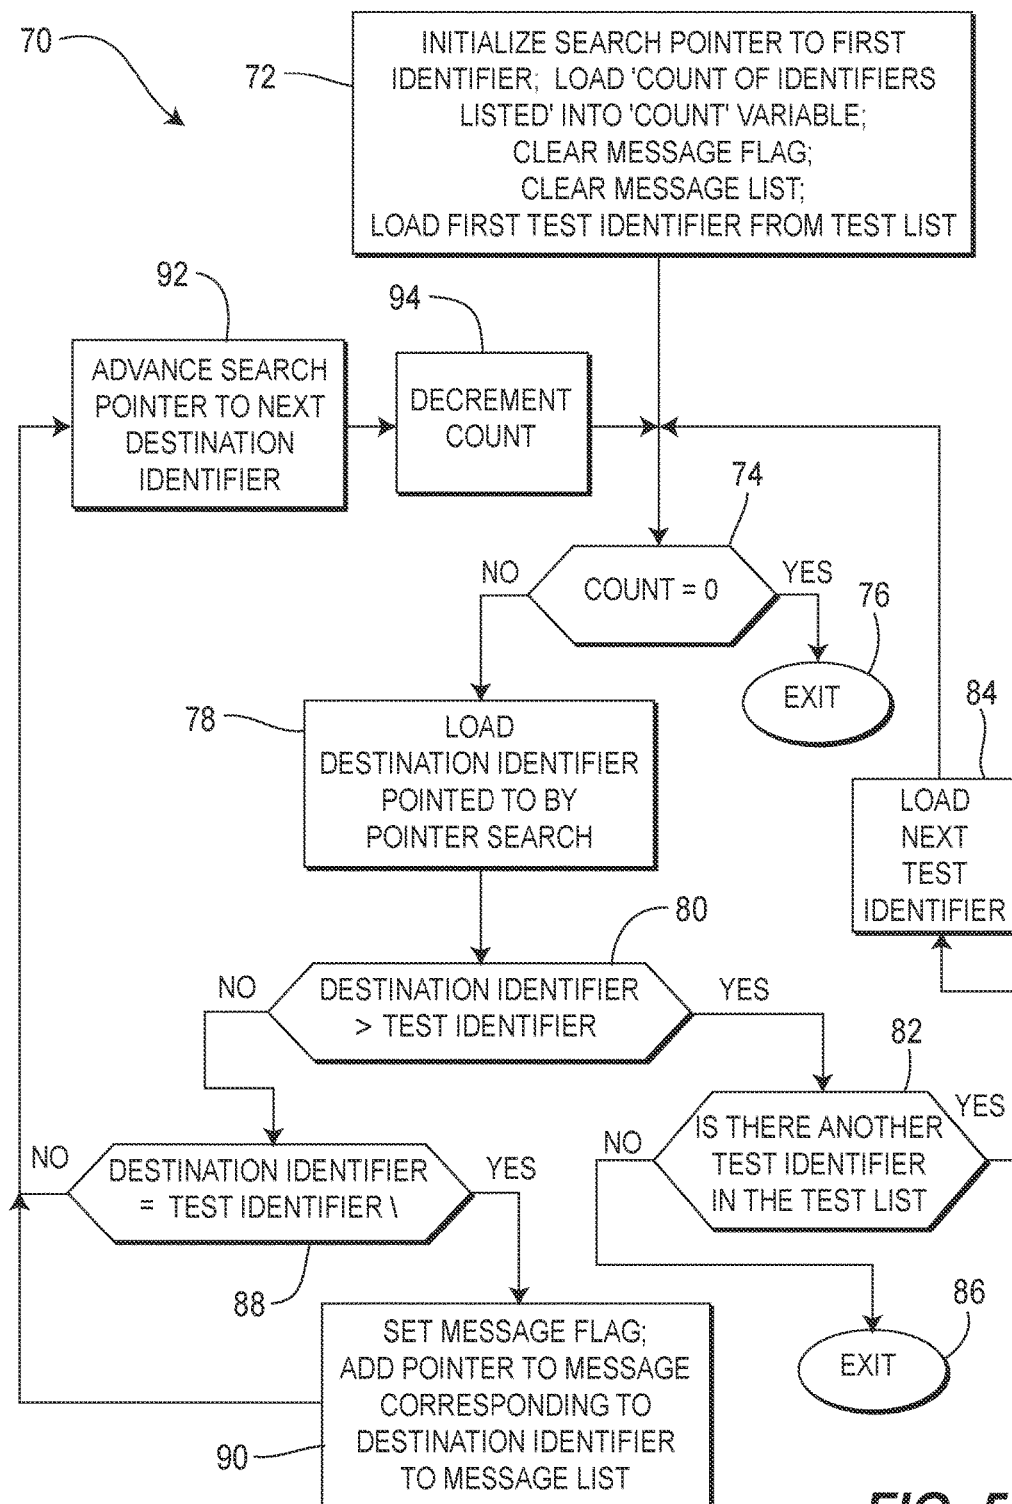 70
72
INITIALIZE SEARCH POINTER TO FIRST
IDENTIFIER; LOAD 'COUNT OF IDENTIFIERS
LISTED' INTO 'COUNT' VARIABLE;
CLEAR MESSAGE FLAG;
CLEAR MESSAGE LIST;
LOAD FIRST TEST IDENTIFIER FROM TEST LIST
92
94
ADVANCE SEARCH
POINTER TO NEXT
DESTINATION
IDENTIFIER
DECREMENT
COUNT
74
NO
COUNT = 0
YES
76
EXIT
78
LOAD
DESTINATION IDENTIFIER
POINTED TO BY
POINTER SEARCH
84
LOAD
NEXT
TEST
IDENTIFIER
80
NO
DESTINATION IDENTIFIER
> TEST IDENTIFIER
YES
82
NO
IS THERE ANOTHER
TEST IDENTIFIER
IN THE TEST LIST
YES
NO
DESTINATION IDENTIFIER
= TEST IDENTIFIER \
YES
88
86
EXIT
90
SET MESSAGE FLAG;
ADD POINTER TO MESSAGE
CORRESPONDING TO
DESTINATION IDENTIFIER
TO MESSAGE LIST
FIG. 5